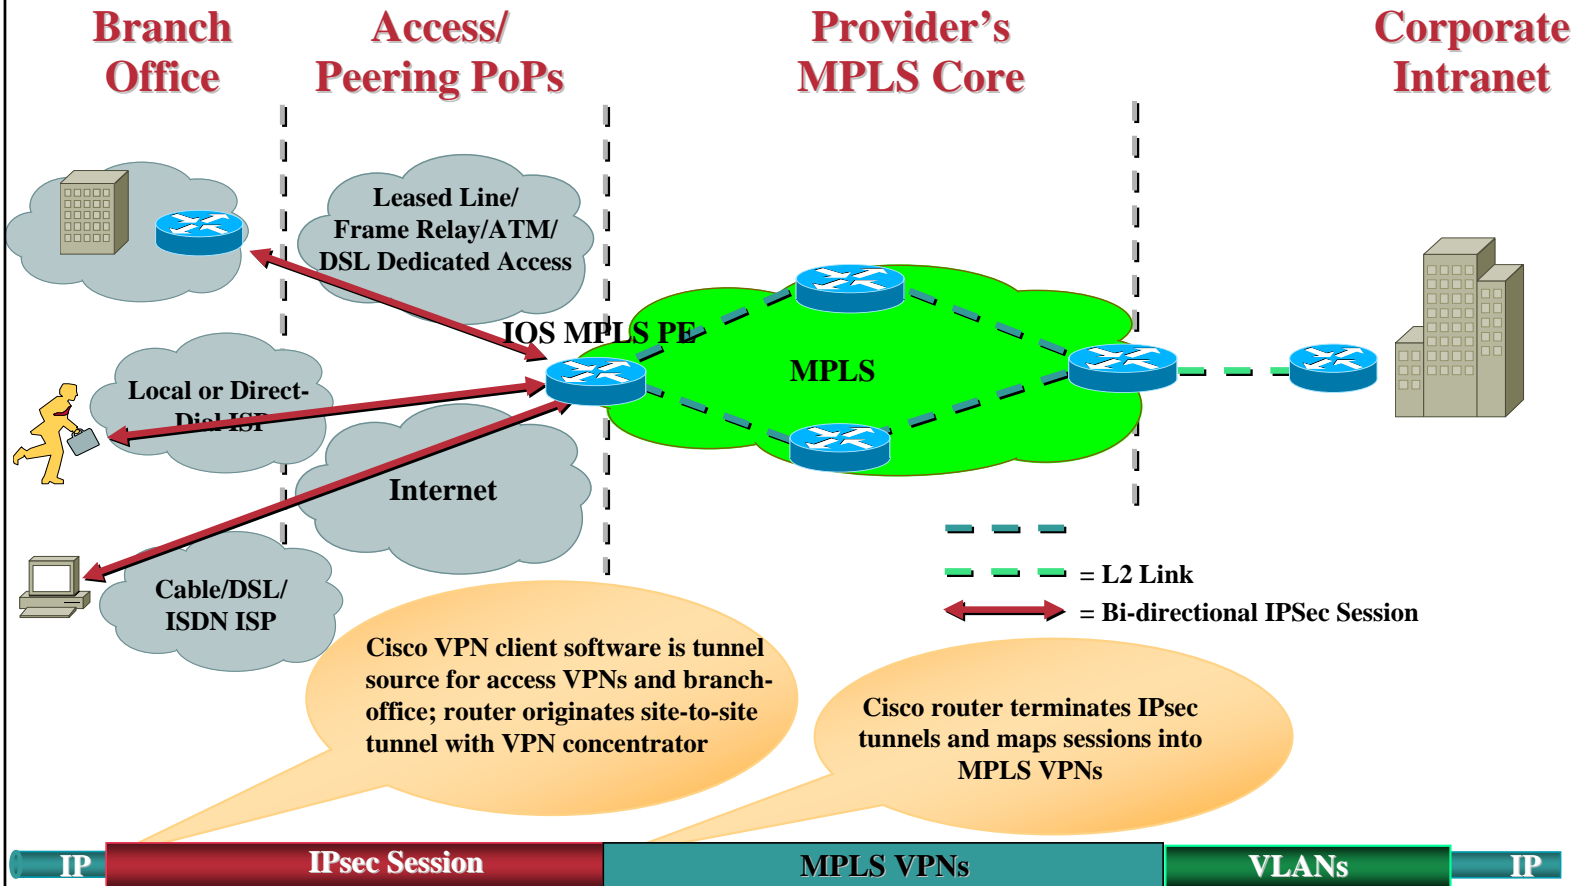 Branch
Office
Access/
Peering PoPs
Provider's
MPLS Core
Corporate
Intranet
Leased Line/
Frame Relay/ATM/
DSL Dedicated Access
IOS MPLS PE
MPLS
Local or Direct-
Dial ISP
Internet
Cable/DSL/
ISDN ISP
= L2 Link
= Bi-directional IPSec Session
Cisco VPN client software is tunnel
source for access VPNs and branch-
office; router originates site-to-site
tunnel with VPN concentrator
Cisco router terminates IPsec
tunnels and maps sessions into
MPLS VPNs
IP
IPsec Session
MPLS VPNs
VLANs
IP